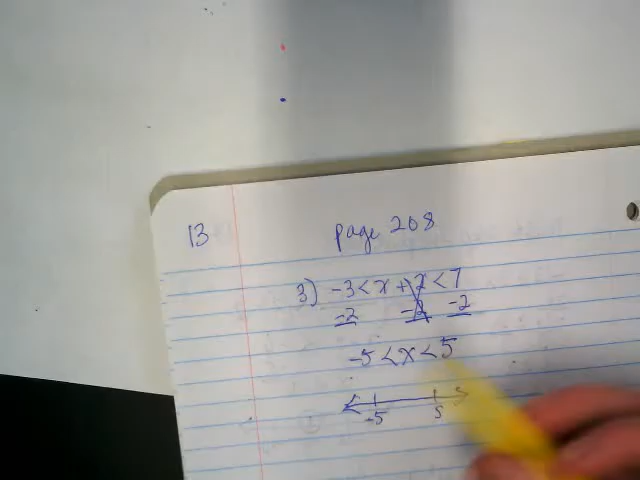 13 page 208
3) -3 < x + 2 < 7
-2 -2 -2
-5 < x < 5
-5 5